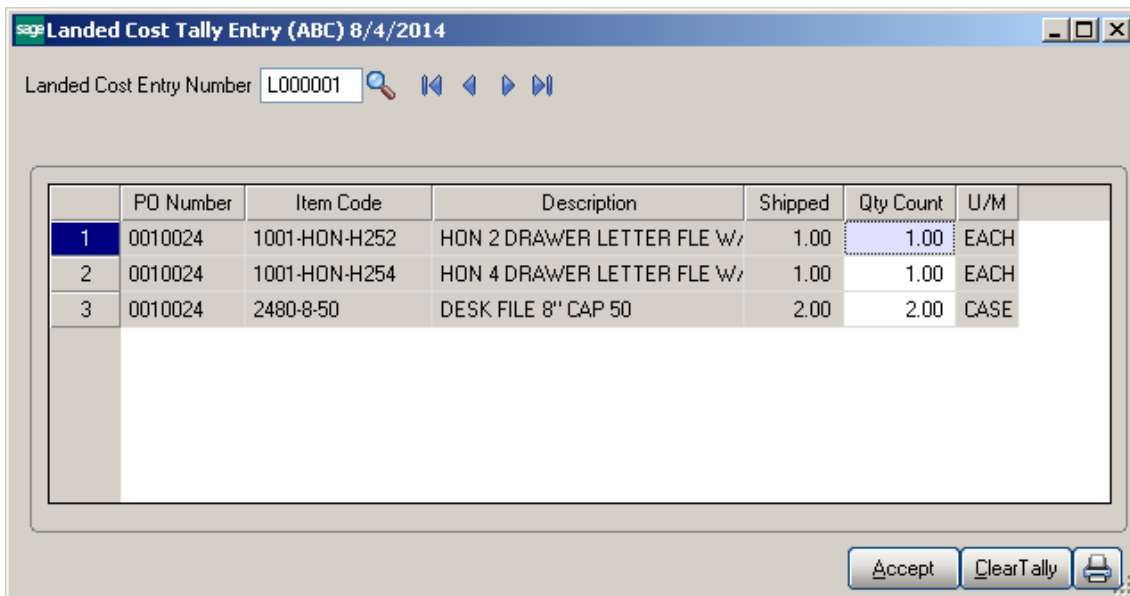 sage Landed Cost Tally Entry (ABC) 8/4/2014
Landed Cost Entry Number L000001
PO Number Item Code Description Shipped Qty Count U/M
1 0010024 1001-HON-H252 HON 2 DRAWER LETTER FLE W/ 1.00 1.00 EACH
2 0010024 1001-HON-H254 HON 4 DRAWER LETTER FLE W/ 1.00 1.00 EACH
3 0010024 2480-8-50 DESK FILE 8" CAP 50 2.00 2.00 CASE
Accept ClearTally